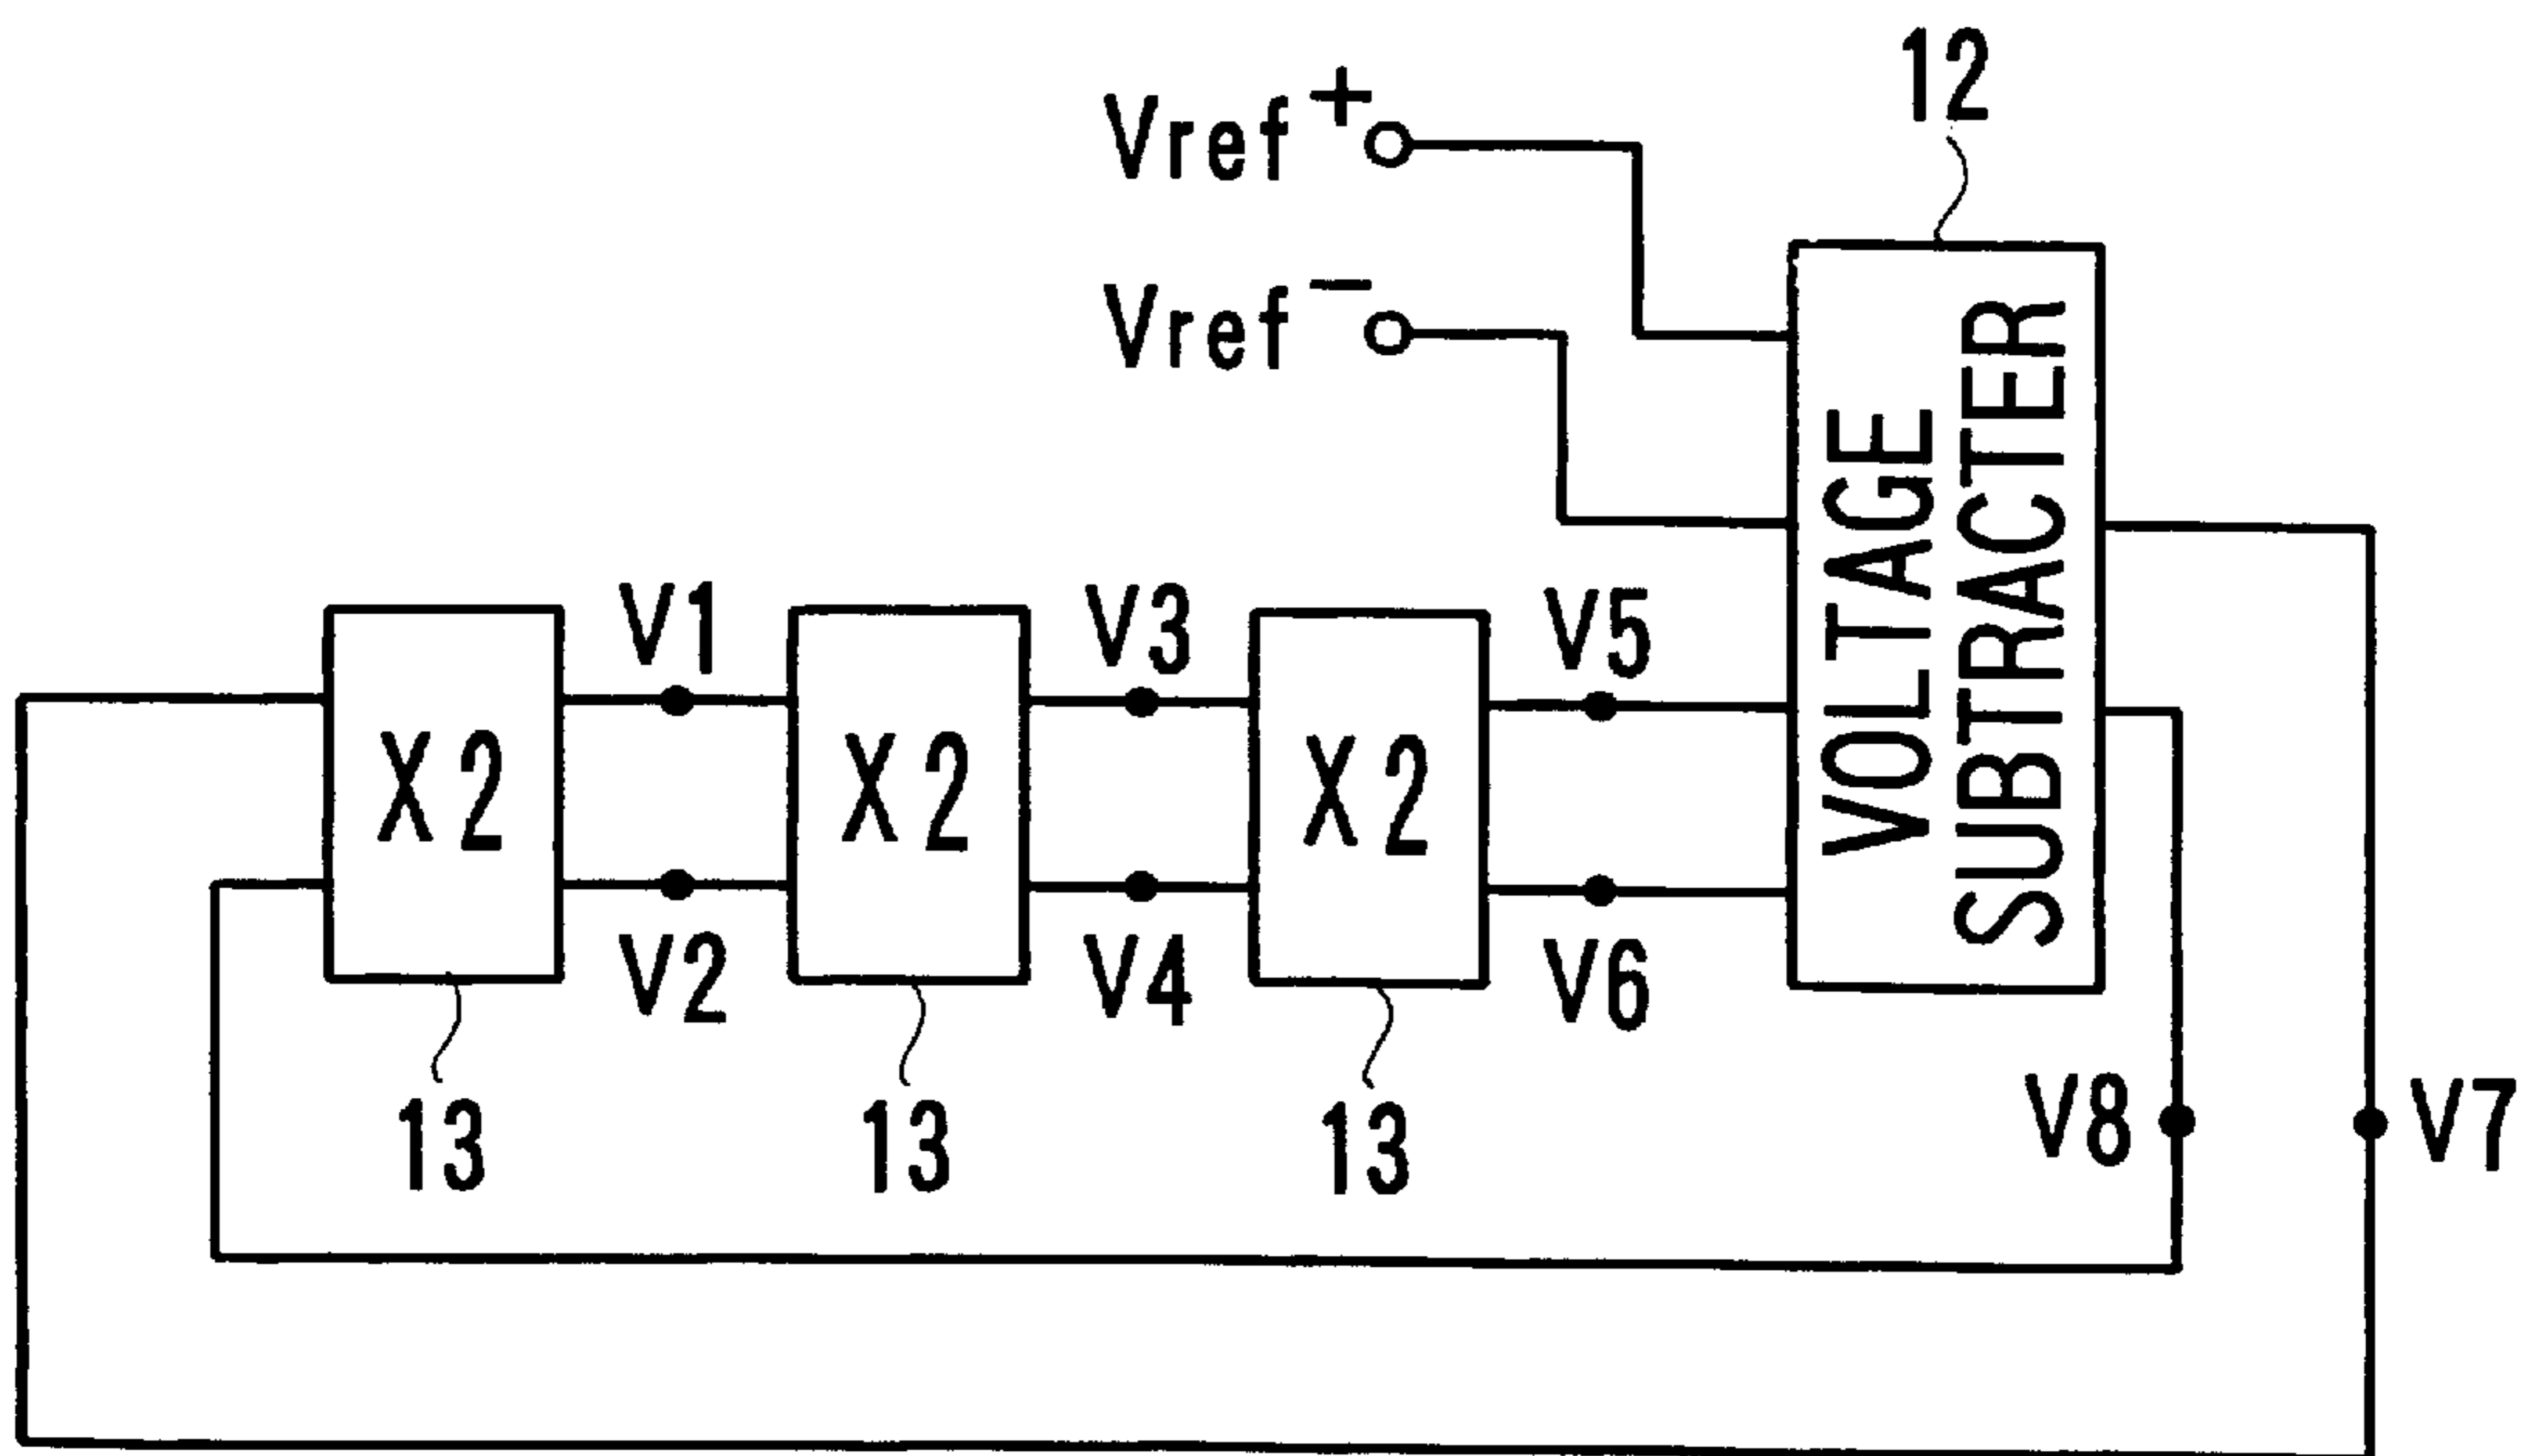 12
Vref+
Vref−
VOLTAGE
SUBTRACTER
V1
V3
V5
X2
X2
X2
V2
V4
V6
13
13
13
V8
V7